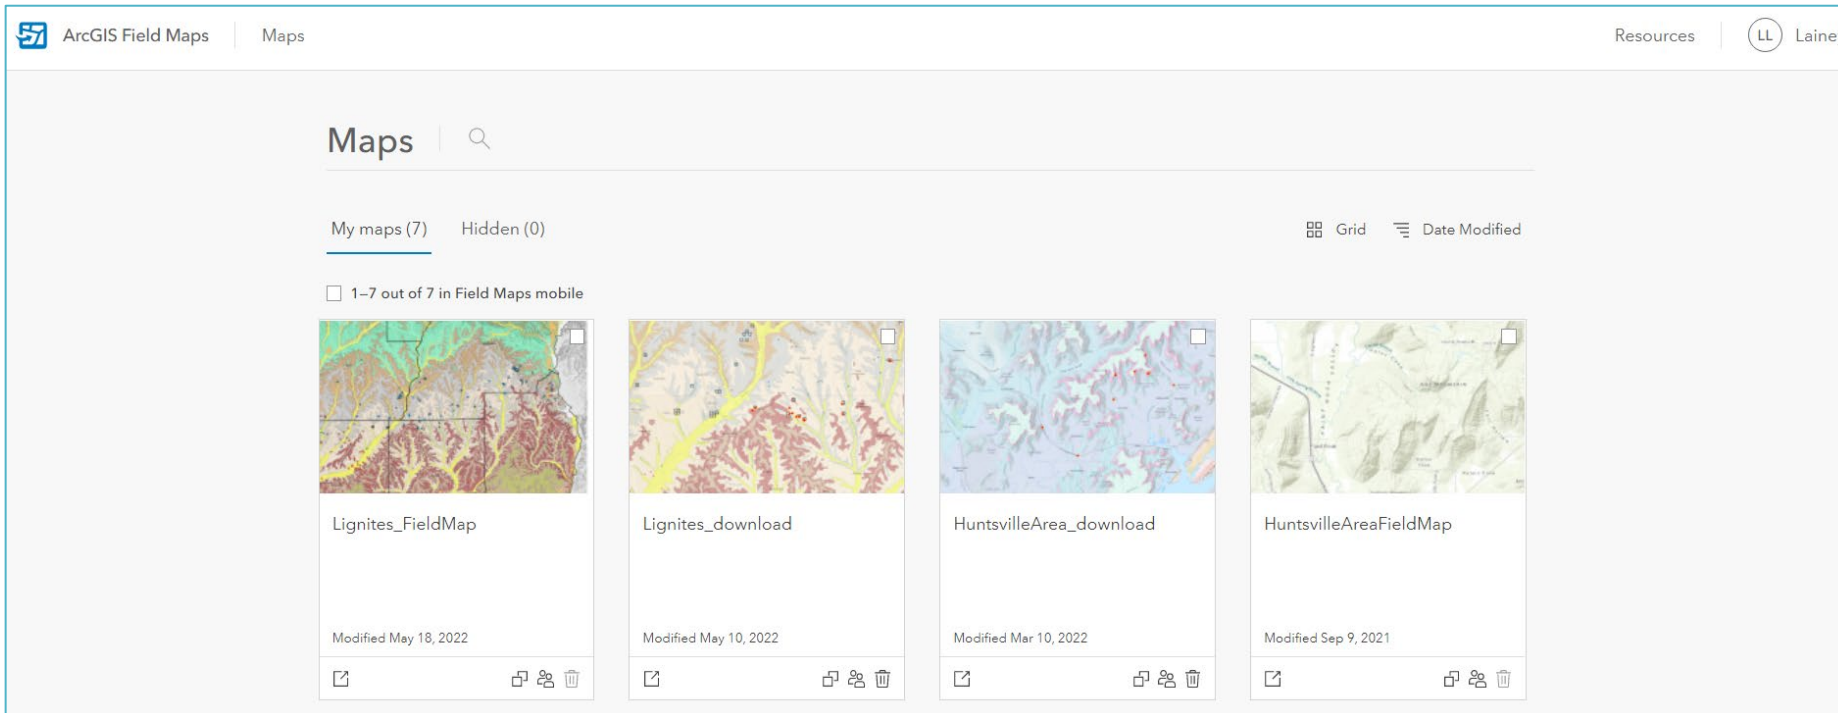 ArcGIS Field Maps Maps Resources LL Laine
Maps
My maps (7) Hidden (0) Grid Date Modified
1–7 out of 7 in Field Maps mobile
Lignites_FieldMap Lignites_download HuntsvilleArea_download HuntsvilleAreaFieldMap
Modified May 18, 2022 Modified May 10, 2022 Modified Mar 10, 2022 Modified Sep 9, 2021